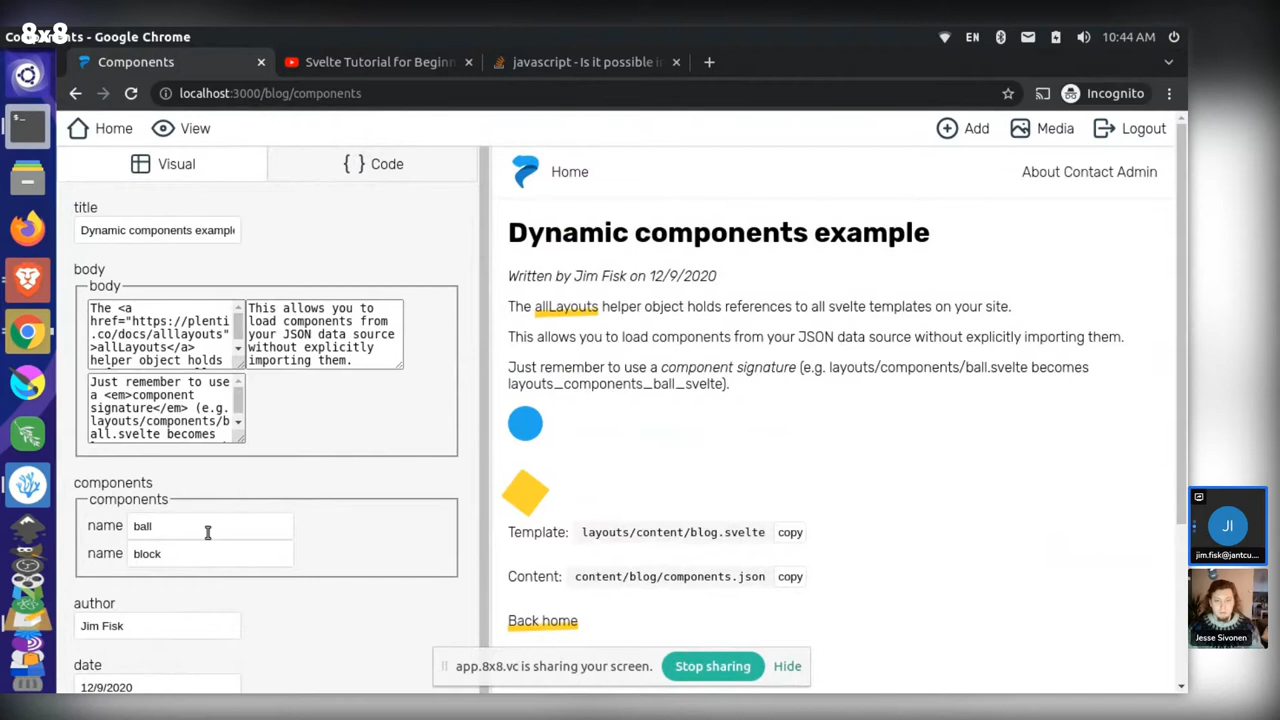 8x8
Components - Google Chrome
EN
10:44 AM
Components
Svelte Tutorial for Beginn
javascript - Is it possible i
localhost:3000/blog/components
Incognito
Home
View
Add
Media
Logout
Visual
{ } Code
Home
About Contact Admin
title
Dynamic components example
body
body
The <a
href="https://plenti
.co/docs/alllayouts"
>allLayouts</a>
helper object holds
This allows you to
load components from
your JSON data source
without explicitly
importing them.
Just remember to use
a <em>component
signature</em> (e.g.
layouts/components/b
all.svelte becomes
components
components
name ball
name block
author
Jim Fisk
date
12/9/2020
Dynamic components example
Written by Jim Fisk on 12/9/2020
The allLayouts helper object holds references to all svelte templates on your site.
This allows you to load components from your JSON data source without explicitly importing them.
Just remember to use a component signature (e.g. layouts/components/ball.svelte becomes
layouts_components_ball_svelte).
Template: layouts/content/blog.svelte copy
Content: content/blog/components.json copy
Back home
app.8x8.vc is sharing your screen. Stop sharing Hide
JI
jim.fisk@jantcu....
Jesse Sivonen